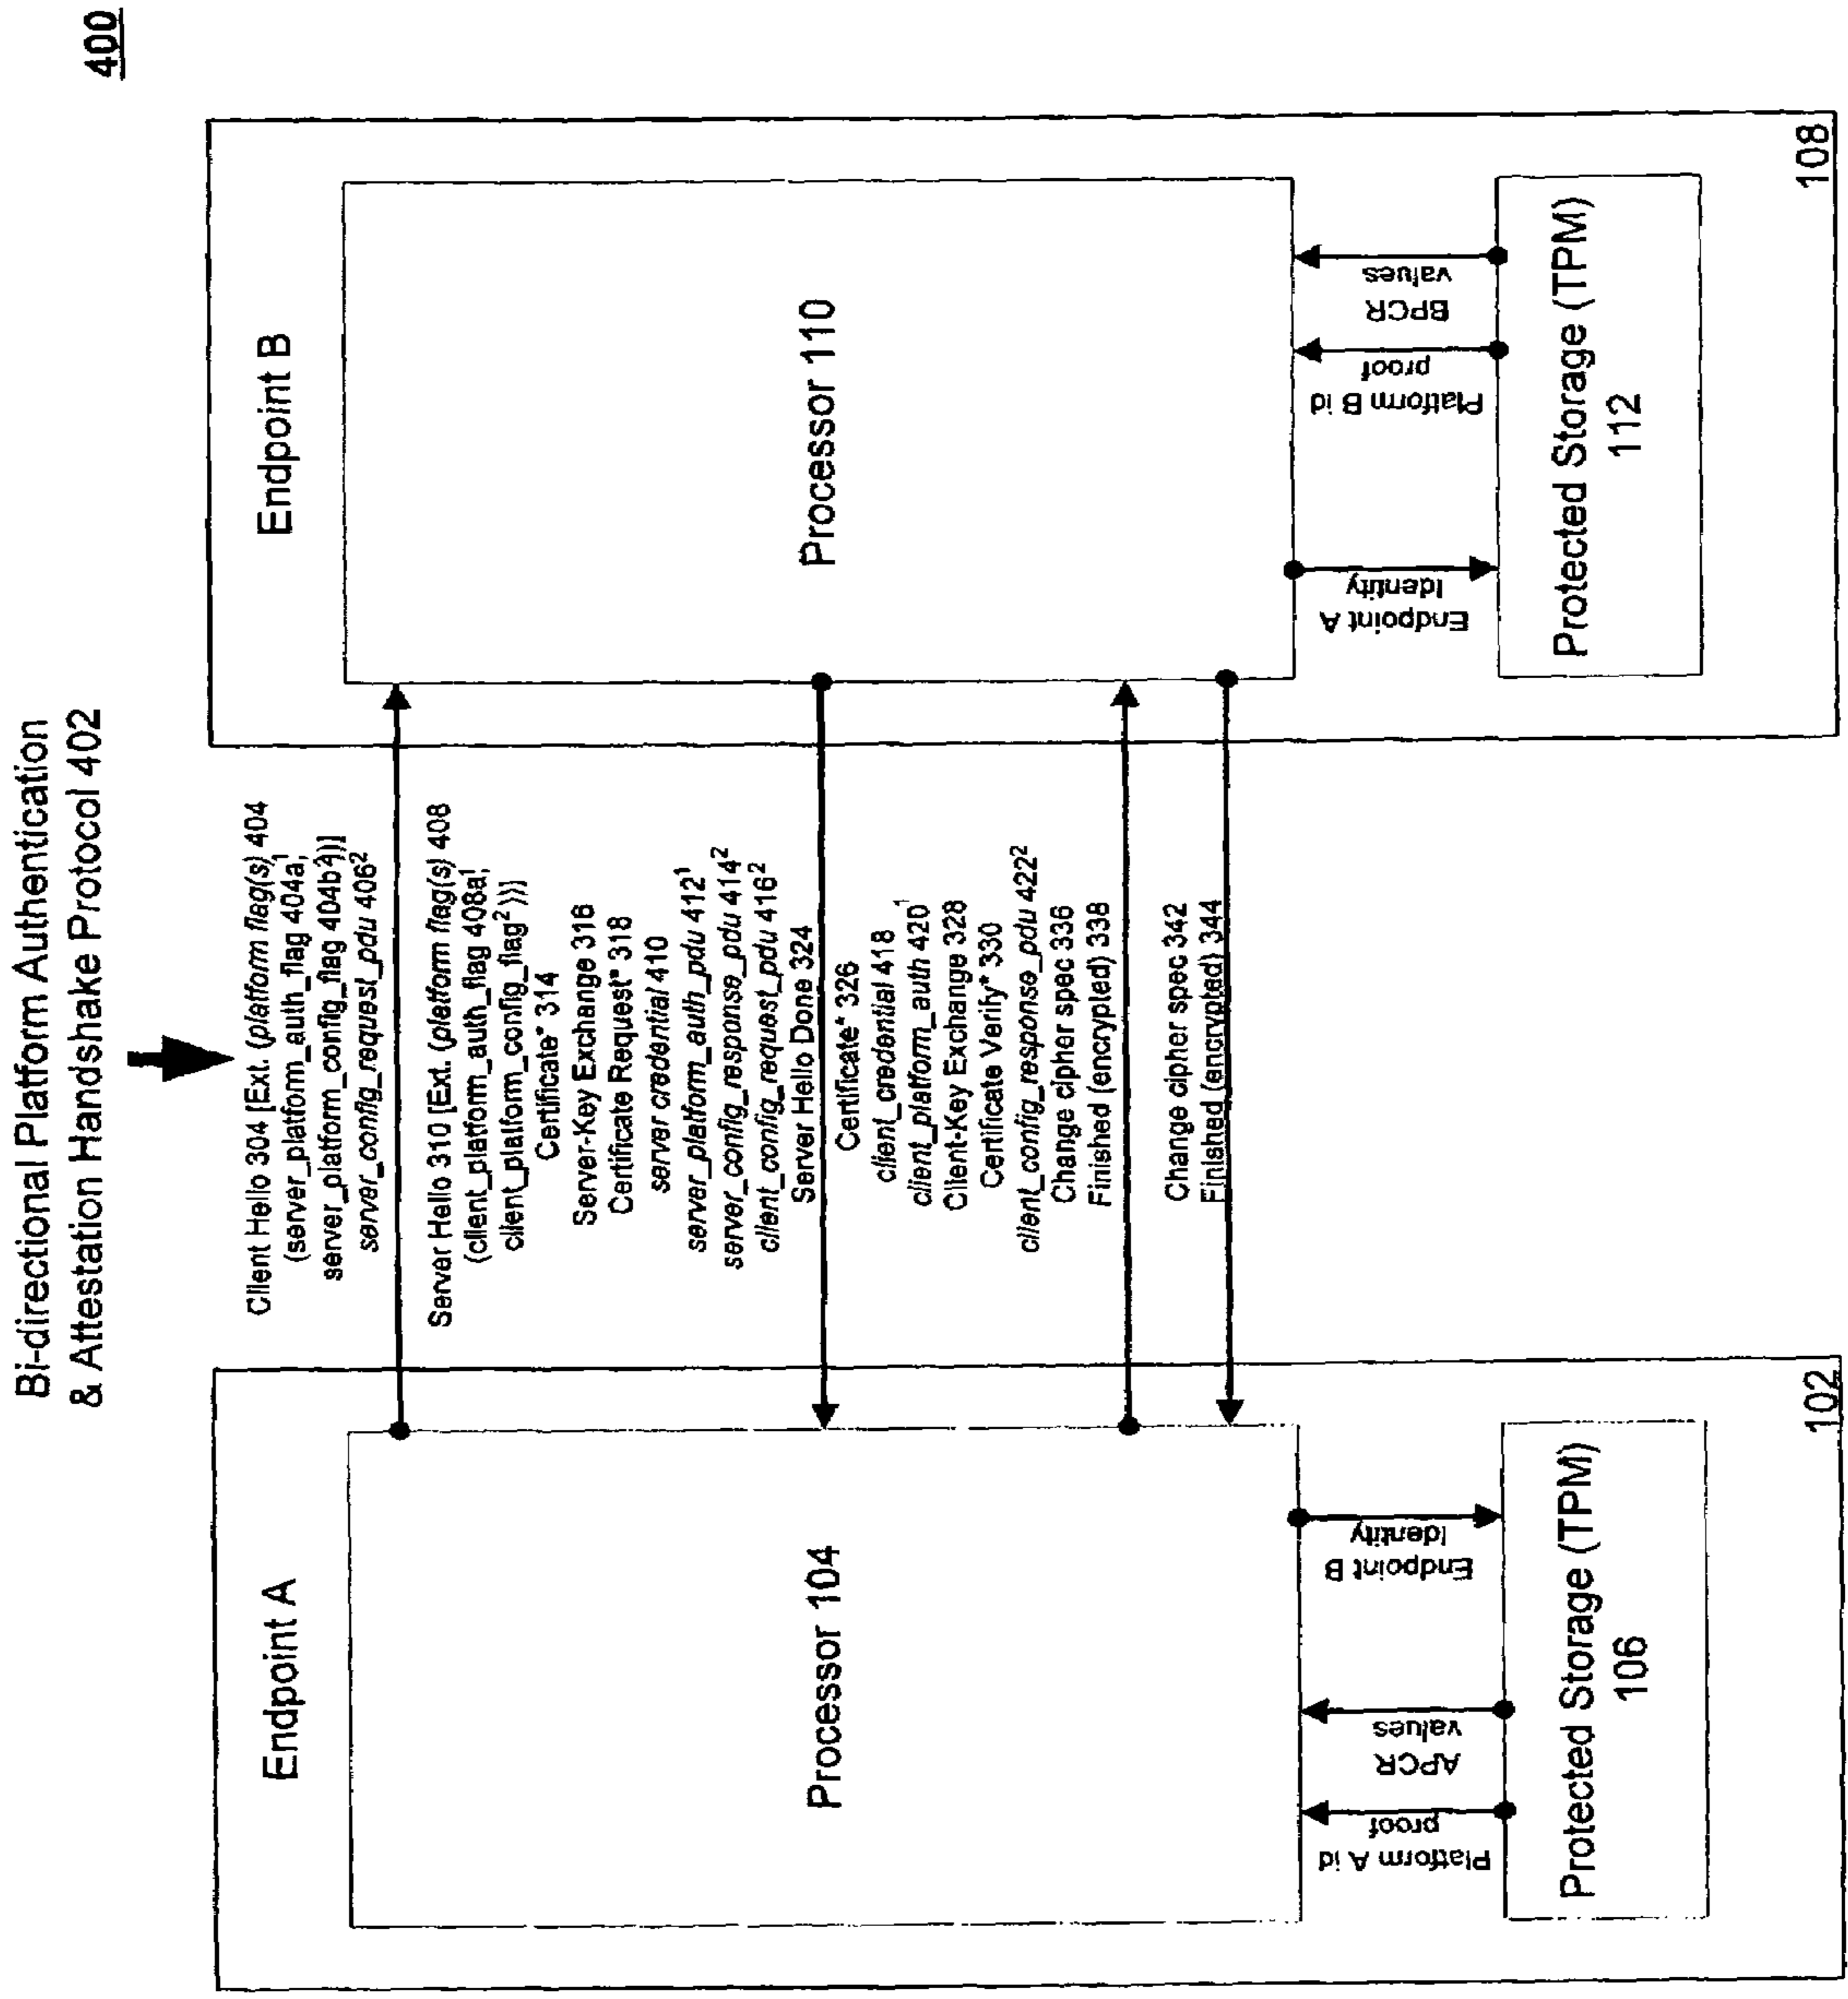 Bi-directional Platform Authentication
& Attestation Handshake Protocol 402
400
Endpoint A
Processor 104
Platform A id
proof
APCR
values
Endpoint B
Identity
Protected Storage (TPM)
106
102
Client Hello 304 [Ext. (platform flag(s) 404
(server_platform_auth_flag 404a¹,
server_platform_config_flag 404b²))]
server_config_request_pdu 406²
Server Hello 310 [Ext. (platform flag(s) 408
(client_platform_auth_flag 408a¹,
client_platform_config_flag²))]
Certificate* 314
Server-Key Exchange 316
Certificate Request* 318
server credential 410
server_platform_auth_pdu 412¹
server_config_response_pdu 414²
client_config_request_pdu 416²
Server Hello Done 324
Certificate* 326
client_credential 418
client_platform_auth 420¹
Client-Key Exchange 328
Certificate Verify* 330
client_config_response_pdu 422²
Change cipher spec 336
Finished (encrypted) 338
Change cipher spec 342
Finished (encrypted) 344
Endpoint B
Processor 110
Endpoint A
Identity
Platform B id
proof
BPCR
values
Protected Storage (TPM)
112
108